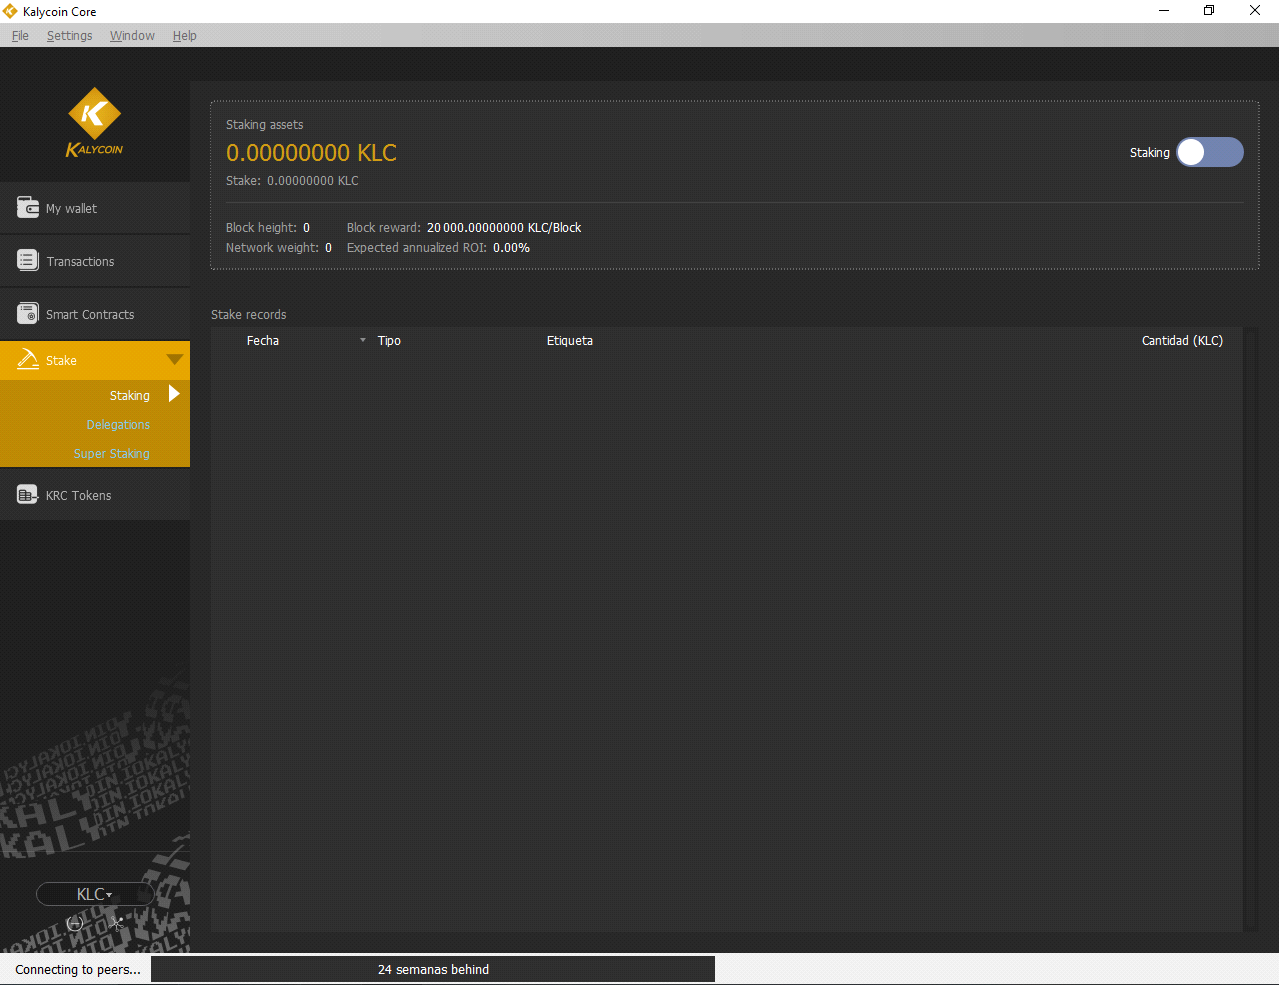 Kalycoin Core
File Settings Window Help
KALYCOIN
My wallet
Transactions
Smart Contracts
Stake
Staking
Delegations
Super Staking
KRC Tokens
KLC
Staking assets
0.00000000 KLC
Stake: 0.00000000 KLC
Staking
Block height: 0 Block reward: 20 000.00000000 KLC/Block
Network weight: 0 Expected annualized ROI: 0.00%
Stake records
Fecha Tipo Etiqueta Cantidad (KLC)
Connecting to peers... 24 semanas behind